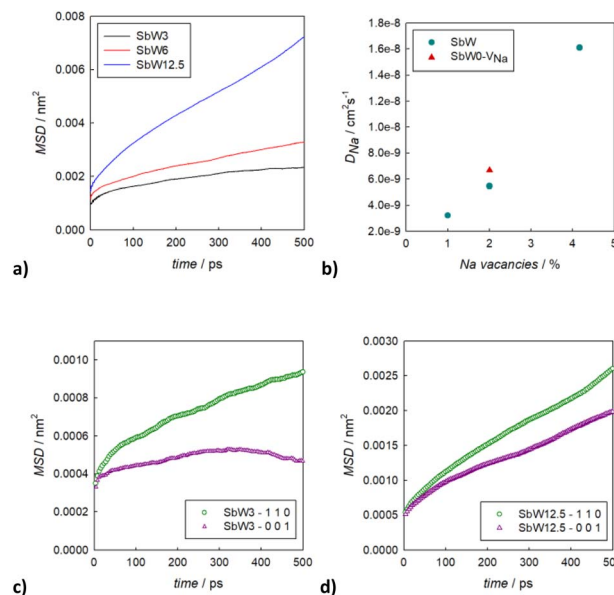 0.008
0.006
0.004
0.002
0.000
MSD / nm²
SbW3
SbW6
SbW12.5
0 100 200 300 400 500
time / ps
a)
1.8e-8
1.6e-8
1.4e-8
1.2e-8
1.0e-8
8.0e-9
6.0e-9
4.0e-9
2.0e-9
D_Na / cm²s⁻¹
SbW
SbW0-V_Na
0 1 2 3 4 5
Na vacancies / %
b)
0.0010
0.0008
0.0006
0.0004
0.0002
0.0000
MSD / nm²
SbW3 - 1 1 0
SbW3 - 0 0 1
0 100 200 300 400 500
time / ps
c)
0.0030
0.0025
0.0020
0.0015
0.0010
0.0005
0.0000
MSD / nm²
SbW12.5 - 1 1 0
SbW12.5 - 0 0 1
0 100 200 300 400 500
time / ps
d)